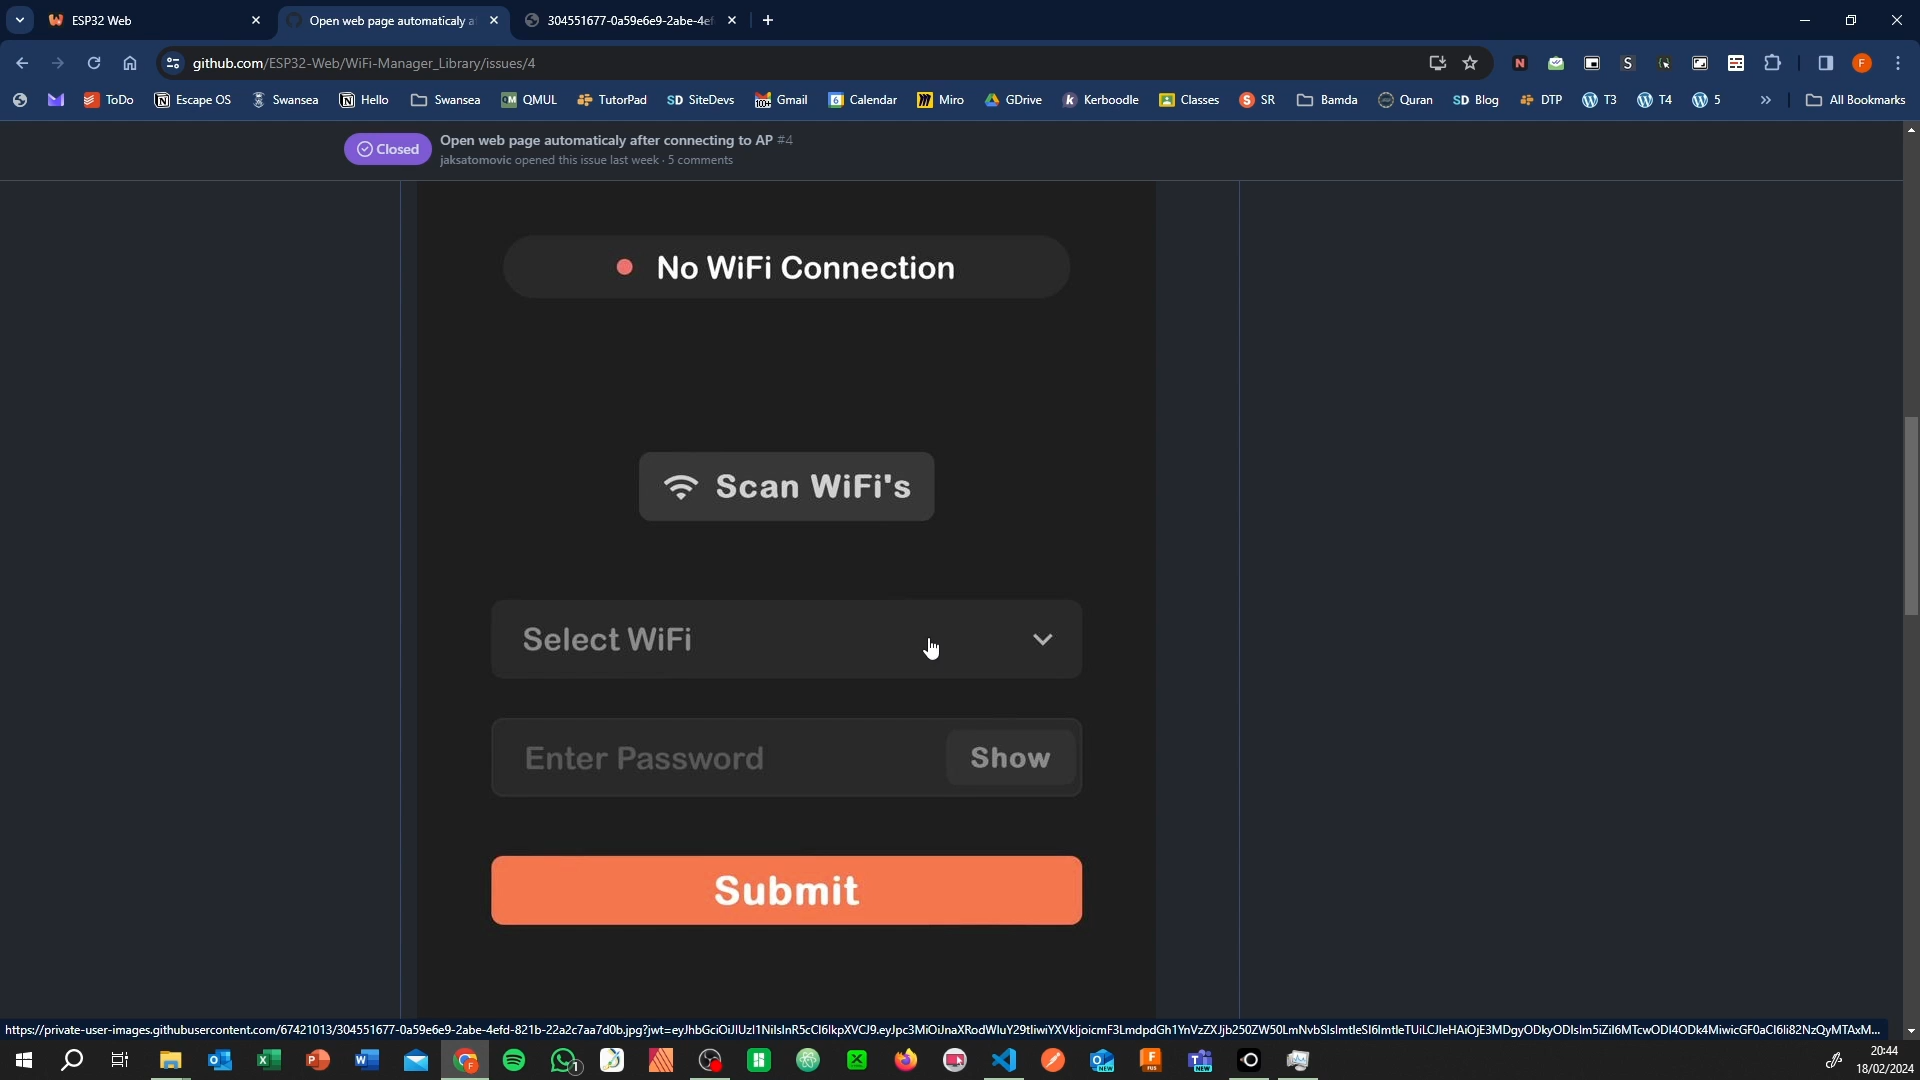 ESP32 Web
Open web page automaticaly a
304551677-0a59e6e9-2abe-4ef
github.com/ESP32-Web/WiFi-Manager_Library/issues/4
ToDo
Escape OS
Swansea
Hello
Swansea
QMUL
TutorPad
SD SiteDevs
Gmail
Calendar
Miro
GDrive
Kerboodle
Classes
SR
Bamda
Quran
SD Blog
DTP
T3
T4
5
»
All Bookmarks
Closed
Open web page automaticaly after connecting to AP #4
jaksatomovic opened this issue last week · 5 comments
No WiFi Connection
Scan WiFi's
Select WiFi
Enter Password
Show
Submit
20:44
18/02/2024